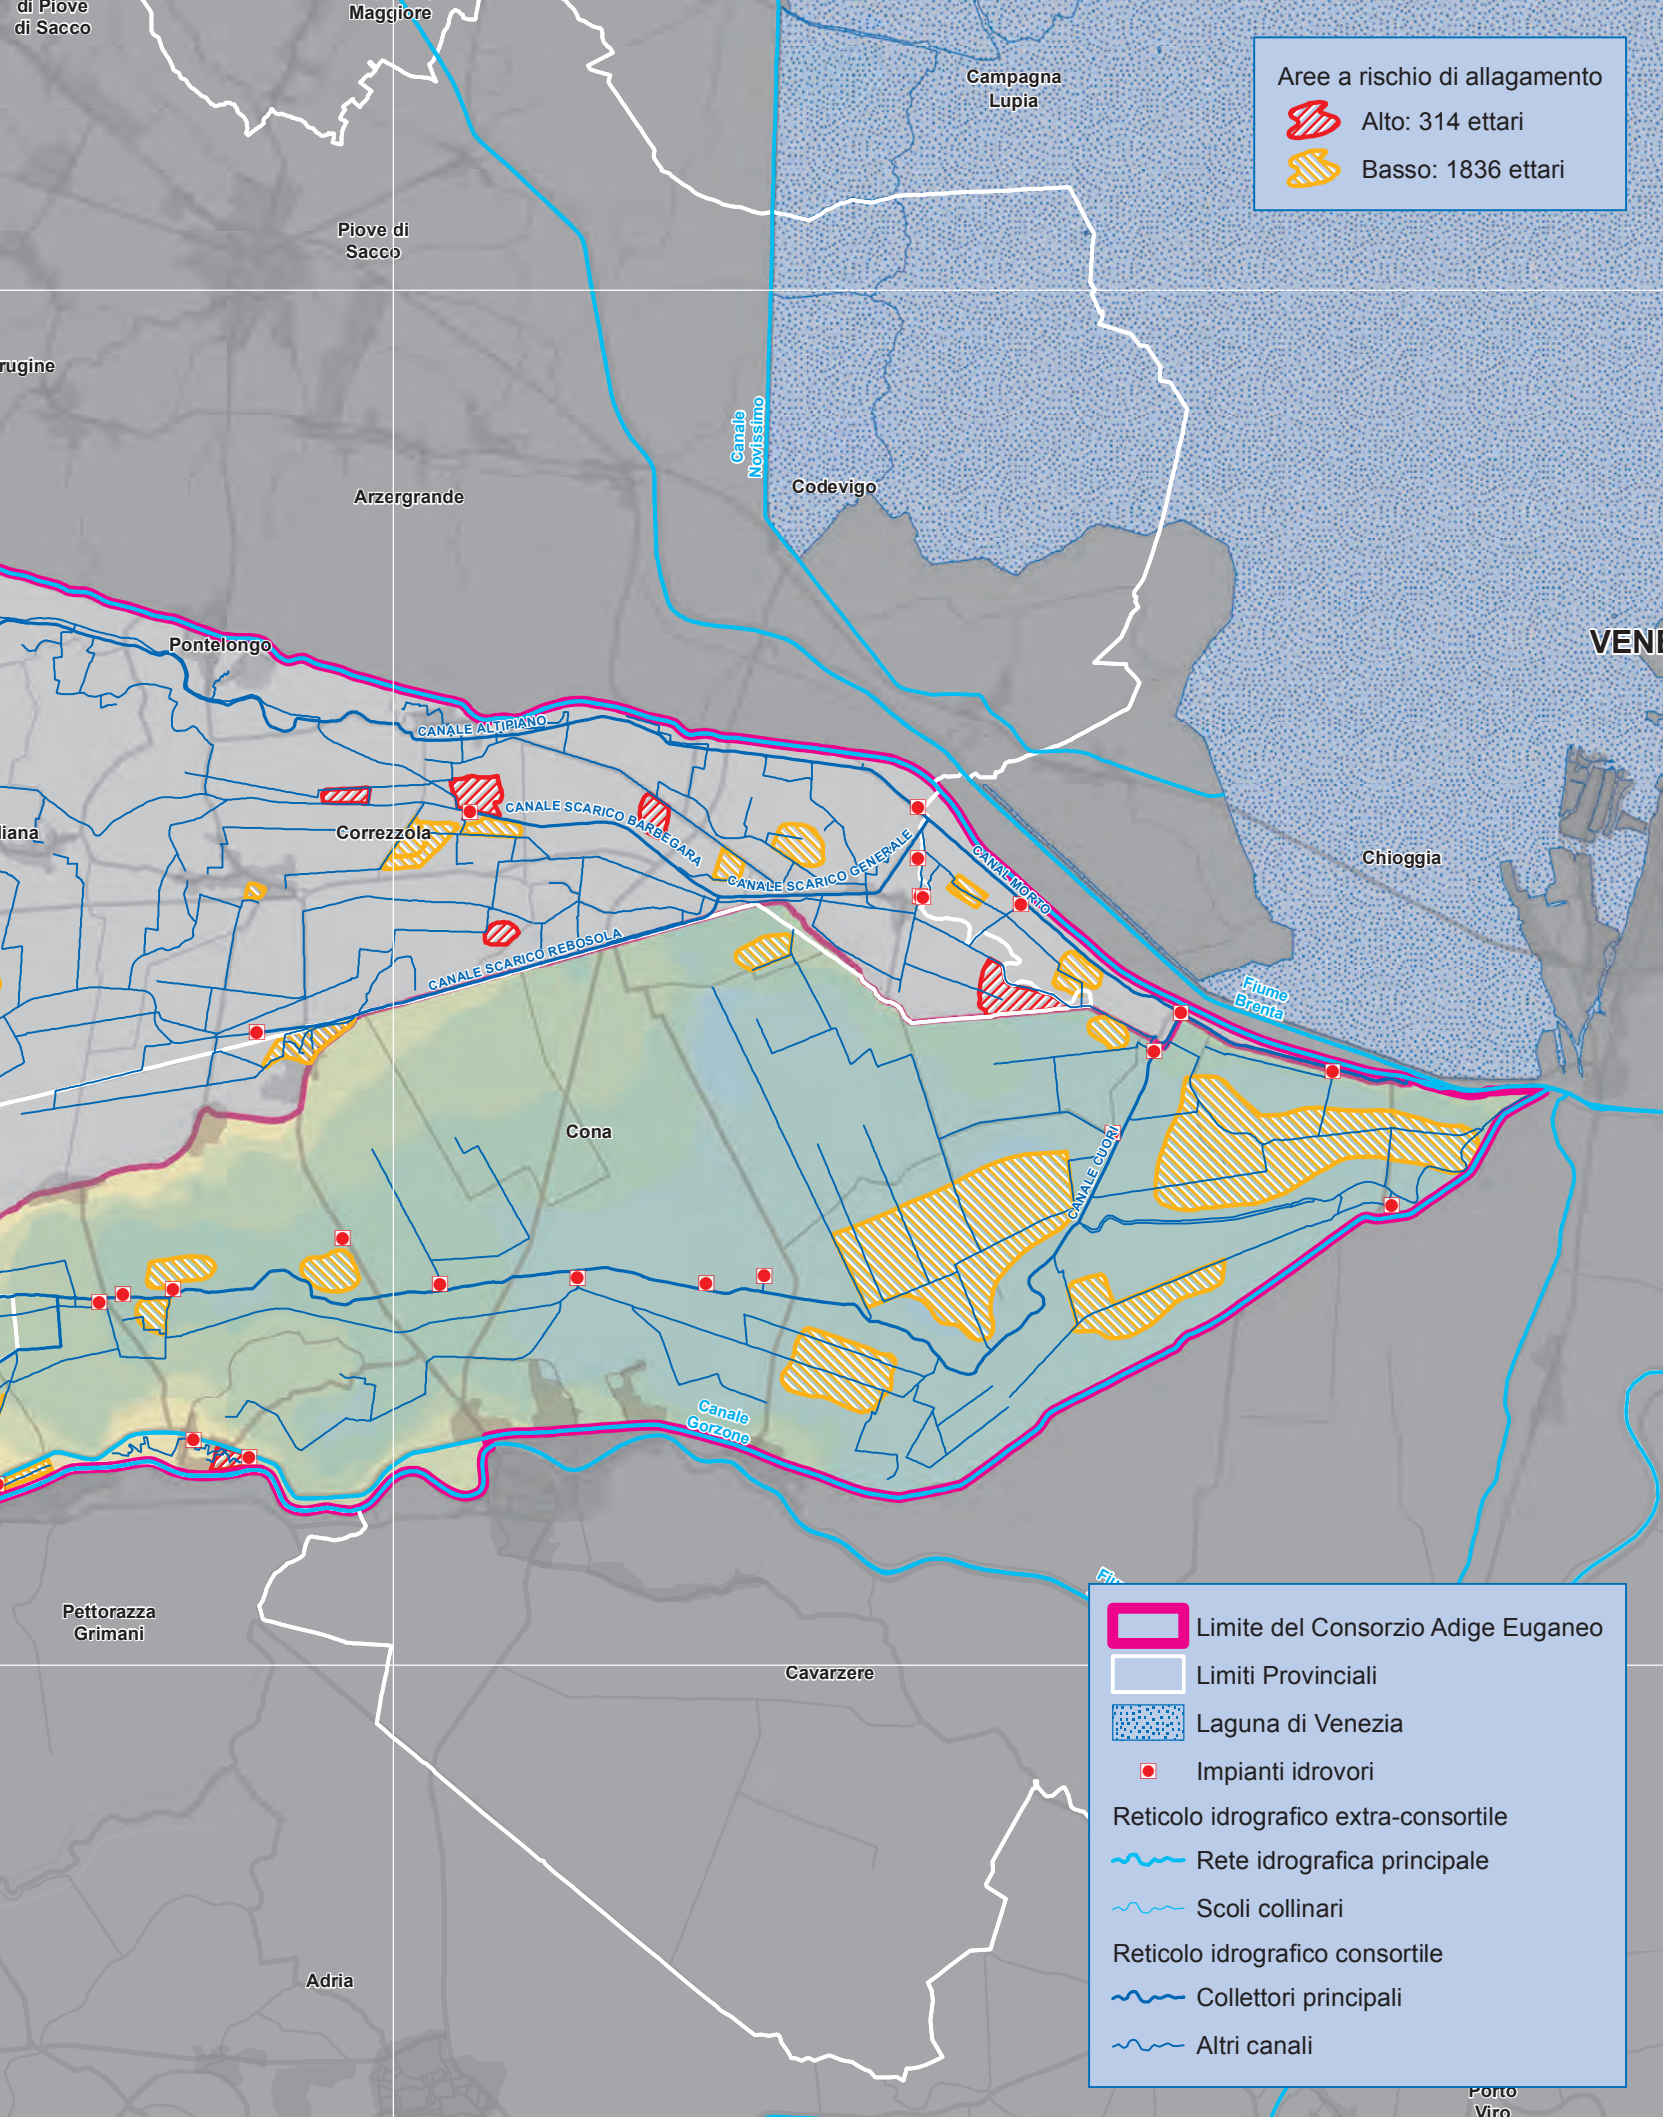 di Piove
di Sacco
Maggiore
Campagna
Lupia
Aree a rischio di allagamento
Alto: 314 ettari
Basso: 1836 ettari
Piove di
Sacco
rugine
Canale
Novissimo
Codevigo
Arzergrande
Pontelongo
VENE
CANALE ALTIPIANO
CANALE SCARICO BARBEGARA
liana
Correzzola
CANALE SCARICO GENERALE
CANAL MORTO
Chioggia
CANALE SCARICO REBOSOLA
Fiume
Brenta
Cona
CANALE CUORI
Canale
Gorzone
Pettorazza
Grimani
Cavarzere
Adria
Limite del Consorzio Adige Euganeo
Limiti Provinciali
Laguna di Venezia
Impianti idrovori
Reticolo idrografico extra-consortile
Rete idrografica principale
Scoli collinari
Reticolo idrografico consortile
Collettori principali
Altri canali
Porto
Viro